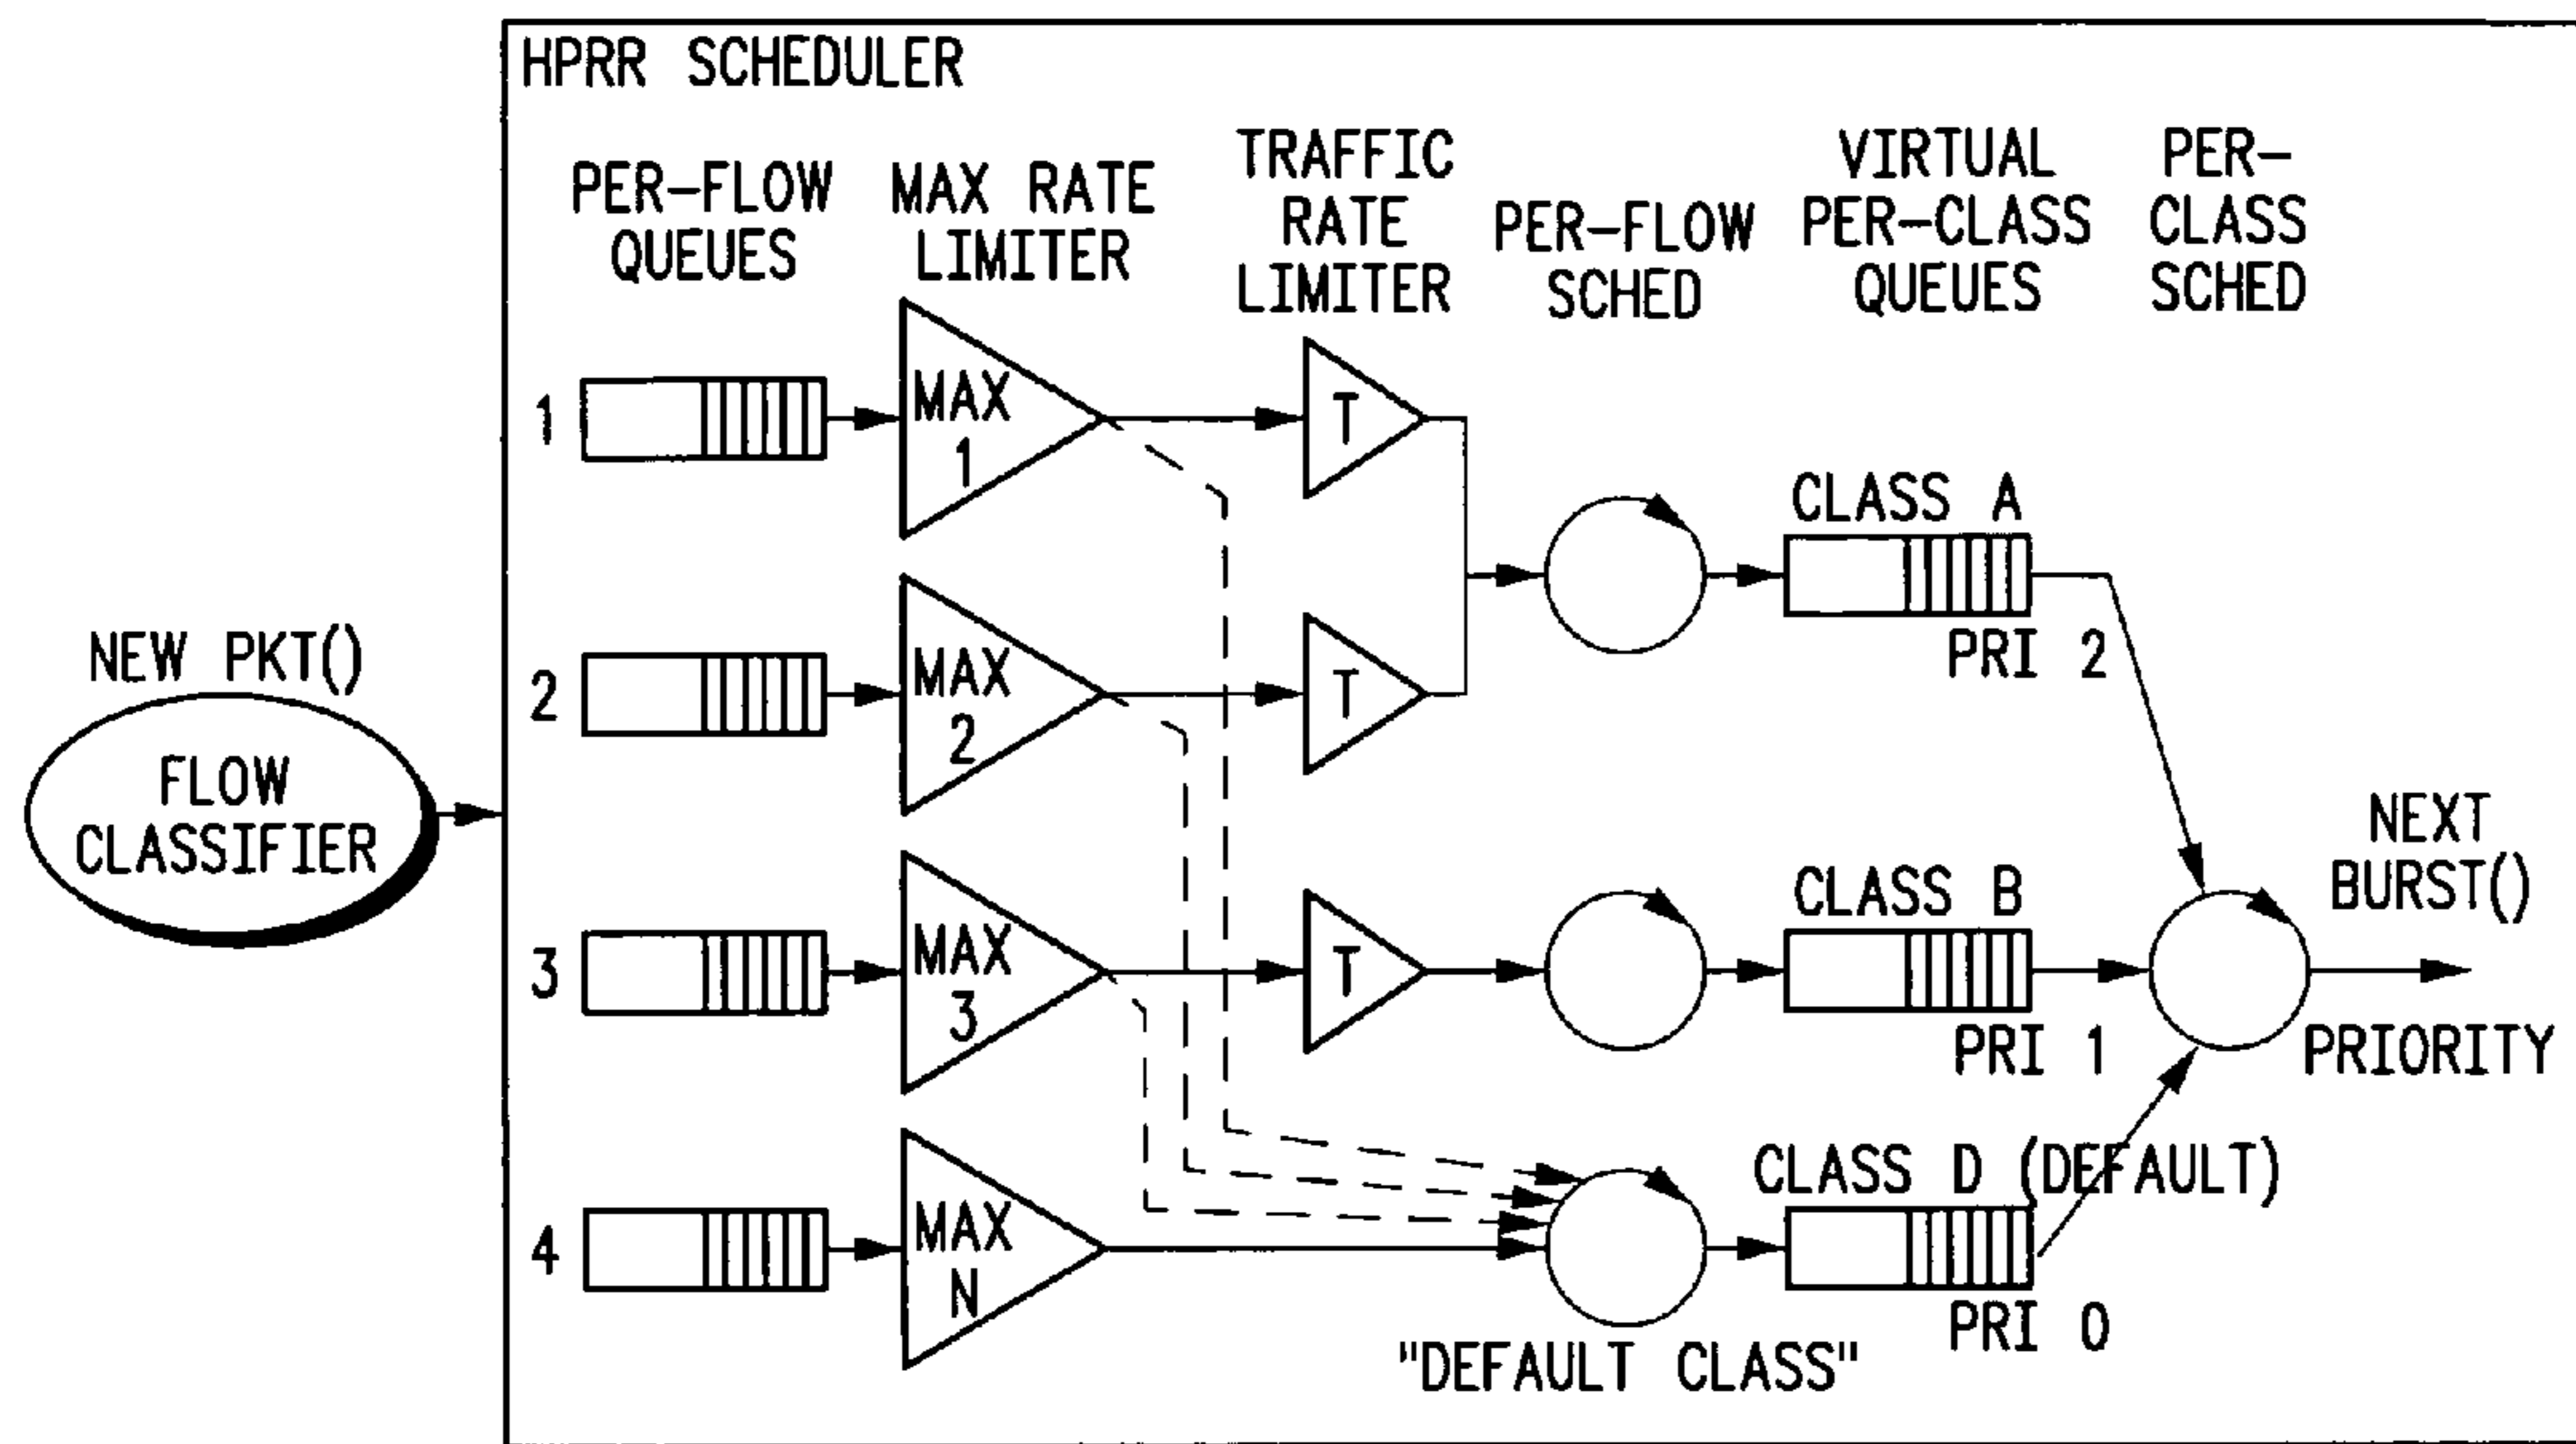 HPRR SCHEDULER
PER-FLOW
QUEUES
MAX RATE
LIMITER
TRAFFIC
RATE
LIMITER
PER-FLOW
SCHED
VIRTUAL
PER-CLASS
QUEUES
PER-
CLASS
SCHED
NEW PKT()
FLOW
CLASSIFIER
1
MAX
1
T
CLASS A
PRI 2
2
MAX
2
T
3
MAX
3
T
CLASS B
PRI 1
NEXT
BURST()
PRIORITY
4
MAX
N
"DEFAULT CLASS"
CLASS D (DEFAULT)
PRI 0